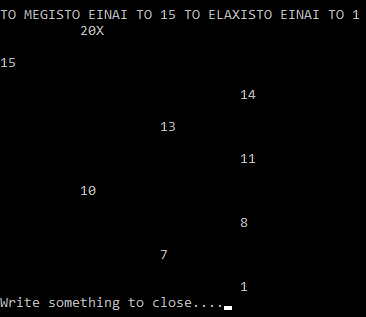 TO MEGISTO EINAI TO 15 TO ELAXISTO EINAI TO 1
20X
15
14
13
11
10
8
7
1
Write something to close....